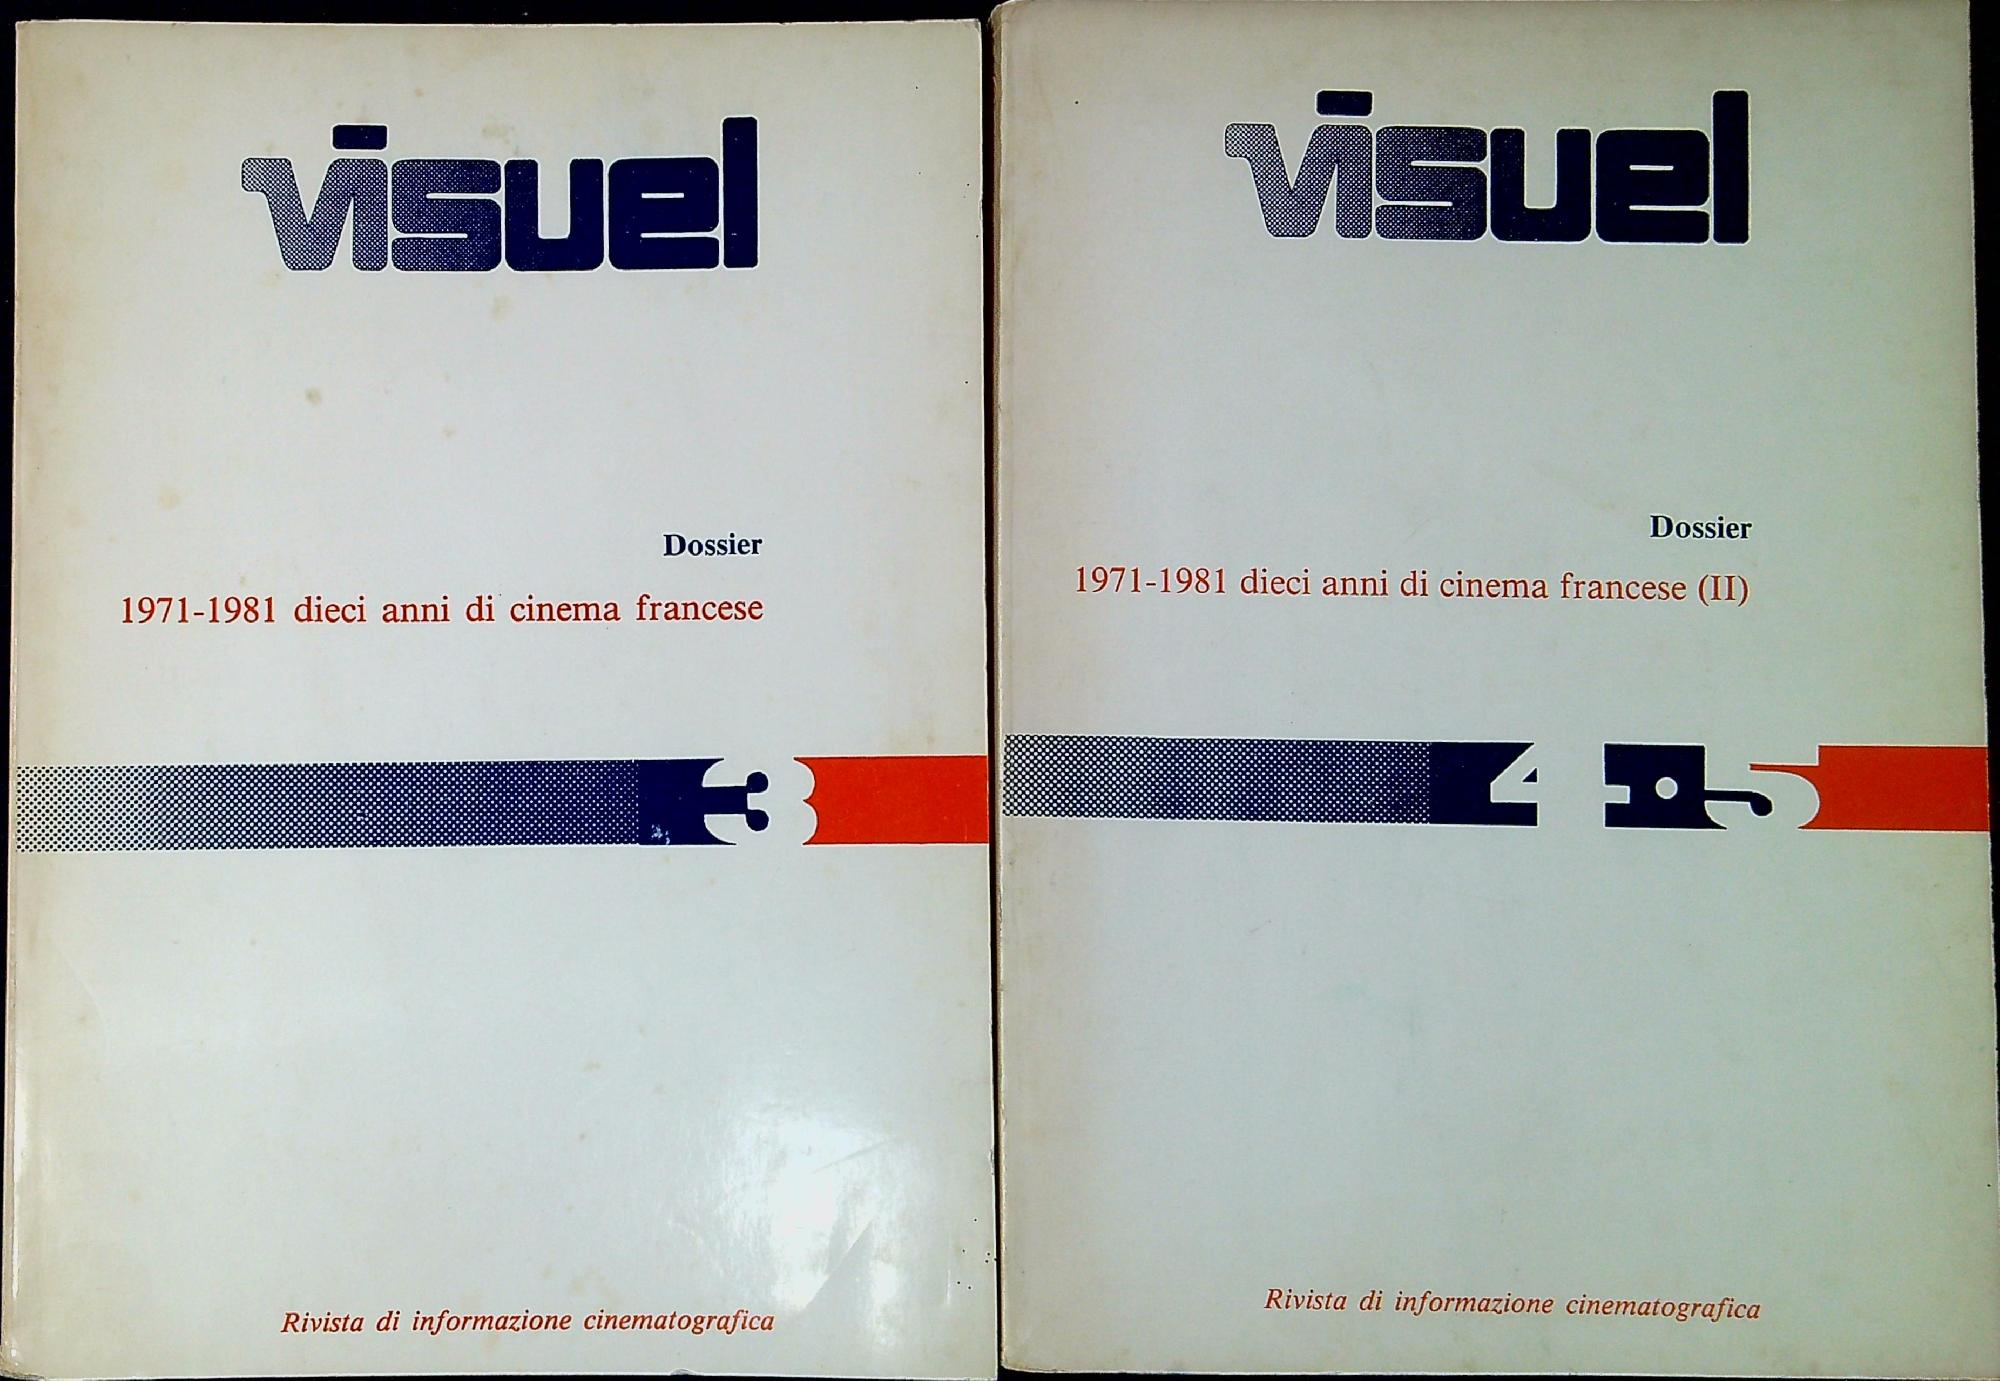 visuel
Dossier
1971-1981 dieci anni di cinema francese
3
Rivista di informazione cinematografica
visuel
Dossier
1971-1981 dieci anni di cinema francese (II)
4.5
Rivista di informazione cinematografica